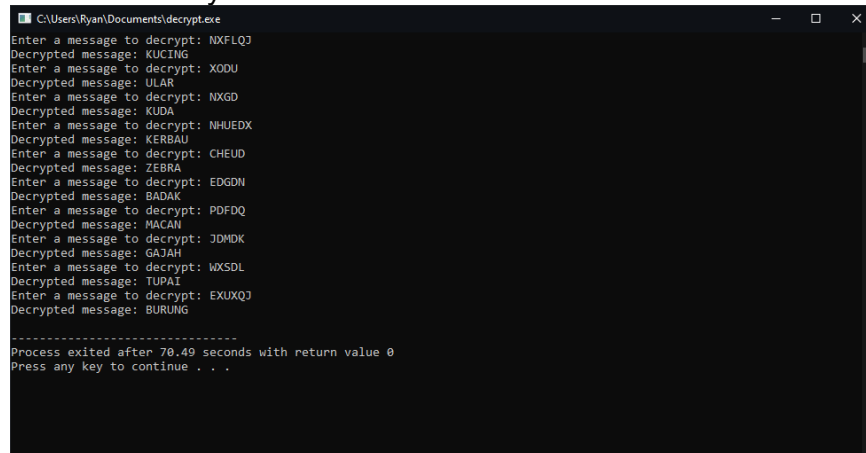 C:\Users\Ryan\Documents\decrypt.exe
Enter a message to decrypt: NXFLQJ
Decrypted message: KUCING
Enter a message to decrypt: XODU
Decrypted message: ULAR
Enter a message to decrypt: NXGD
Decrypted message: KUDA
Enter a message to decrypt: NHUEDX
Decrypted message: KERBAU
Enter a message to decrypt: CHEUD
Decrypted message: ZEBRA
Enter a message to decrypt: EDGDN
Decrypted message: BADAK
Enter a message to decrypt: PDFDQ
Decrypted message: MACAN
Enter a message to decrypt: JDMDK
Decrypted message: GAJAH
Enter a message to decrypt: WXSDL
Decrypted message: TUPAI
Enter a message to decrypt: EXUXQJ
Decrypted message: BURUNG
--------------------------------
Process exited after 70.49 seconds with return value 0
Press any key to continue . . .